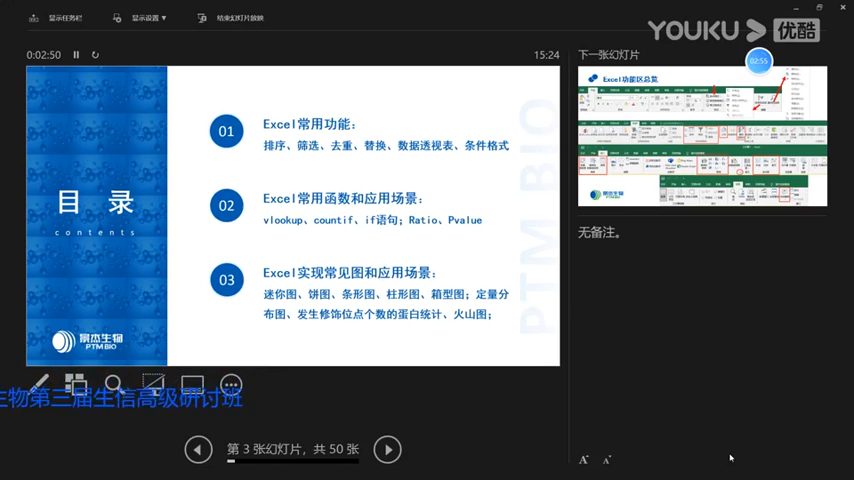 显示任务栏 显示设置▼ 结束幻灯片放映
YOUKU 优酷
0:02:50 15:24 下一张幻灯片
02:55
目 录
contents
景杰生物
PTM BIO
01
Excel常用功能：
排序、筛选、去重、替换、数据透视表、条件格式
02
Excel常用函数和应用场景：
vlookup、countif、if语句；Ratio、Pvalue
03
Excel实现常见图和应用场景：
迷你图、饼图、条形图、柱形图、箱型图；定量分
布图、发生修饰位点个数的蛋白统计、火山图；
PTM BIO
Excel功能区总览
景杰生物
无备注。
生物第三届生信高级研讨班
第 3 张幻灯片，共 50 张
A A